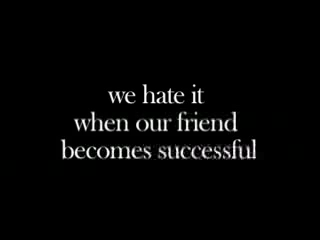 we hate it
when our friend
becomes successful